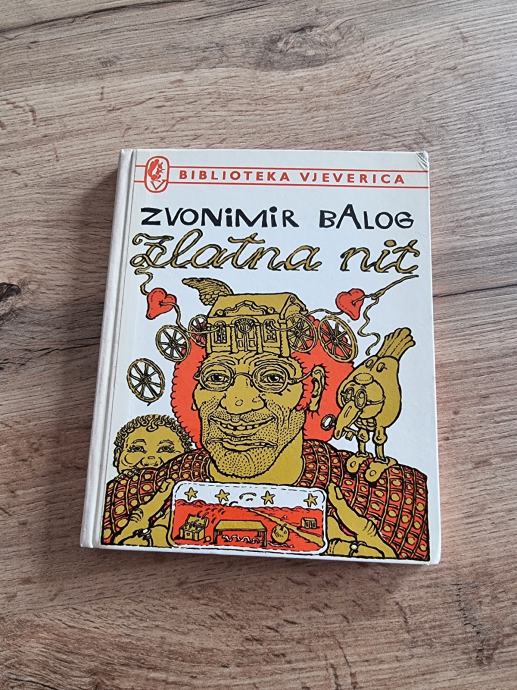 BIBLIOTEKA VJEVERICA
ZVONiMiR BALOG
Zlatna nit